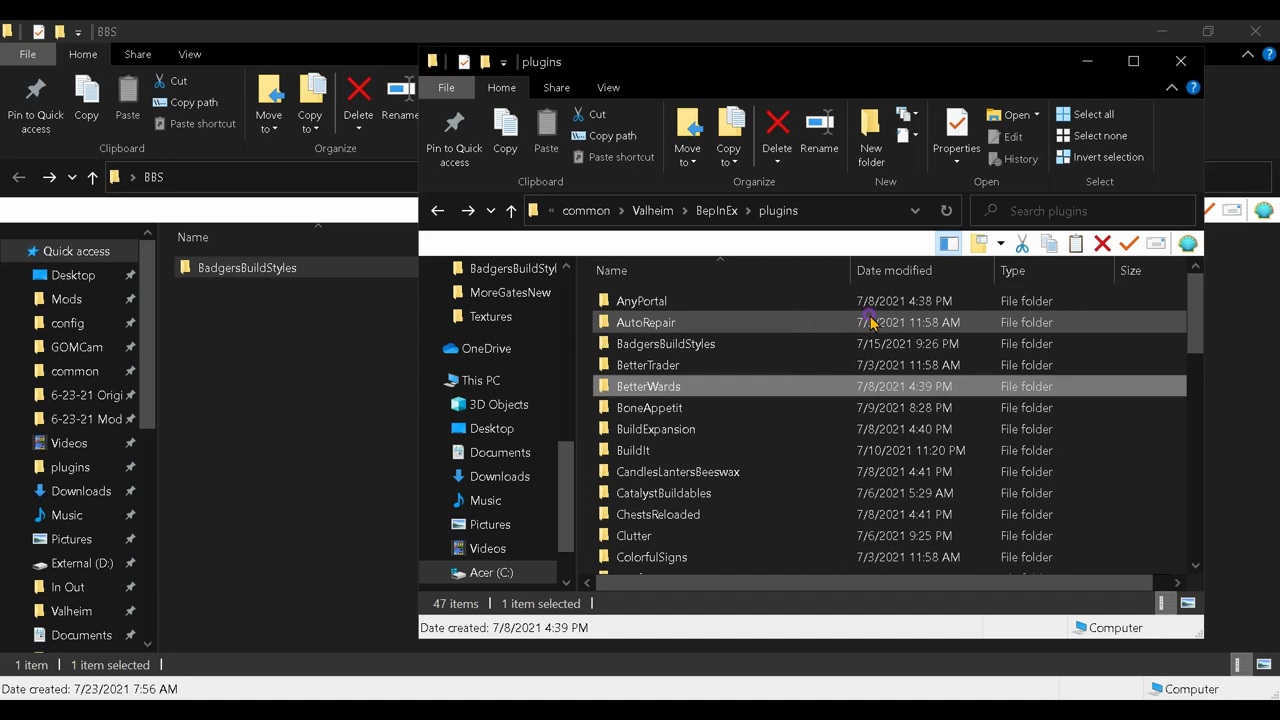 BBS
File Home Share View
Pin to Quick access
Copy
Paste
Cut
Copy path
Paste shortcut
Move to
Copy to
Delete
Rename
Clipboard
Organize
BBS
Name
BadgersBuildStyles
Quick access
Desktop
Mods
config
GOMCam
common
6-23-21 Origi
6-23-21 Mod
Videos
plugins
Downloads
Music
Pictures
External (D:)
In Out
Valheim
Documents
1 item 1 item selected
Date created: 7/23/2021 7:56 AM
Computer
plugins
File Home Share View
Pin to Quick access
Copy
Paste
Cut
Copy path
Paste shortcut
Move to
Copy to
Delete
Rename
New folder
Properties
Open
Edit
History
Select all
Select none
Invert selection
Clipboard
Organize
New
Open
Select
« common > Valheim > BepInEx > plugins
Search plugins
BadgersBuildStyl
MoreGatesNew
Textures
OneDrive
This PC
3D Objects
Desktop
Documents
Downloads
Music
Pictures
Videos
Acer (C:)
Name Date modified Type Size
AnyPortal 7/8/2021 4:38 PM File folder
AutoRepair 2021 11:58 AM File folder
BadgersBuildStyles 7/15/2021 9:26 PM File folder
BetterTrader 7/3/2021 11:58 AM File folder
BetterWards 7/8/2021 4:39 PM File folder
BoneAppetit 7/9/2021 8:28 PM File folder
BuildExpansion 7/8/2021 4:40 PM File folder
BuildIt 7/10/2021 11:20 PM File folder
CandlesLantersBeeswax 7/8/2021 4:41 PM File folder
CatalystBuildables 7/6/2021 5:29 AM File folder
ChestsReloaded 7/8/2021 4:41 PM File folder
Clutter 7/6/2021 9:25 PM File folder
ColorfulSigns 7/3/2021 11:58 AM File folder
47 items 1 item selected
Date created: 7/8/2021 4:39 PM
Computer